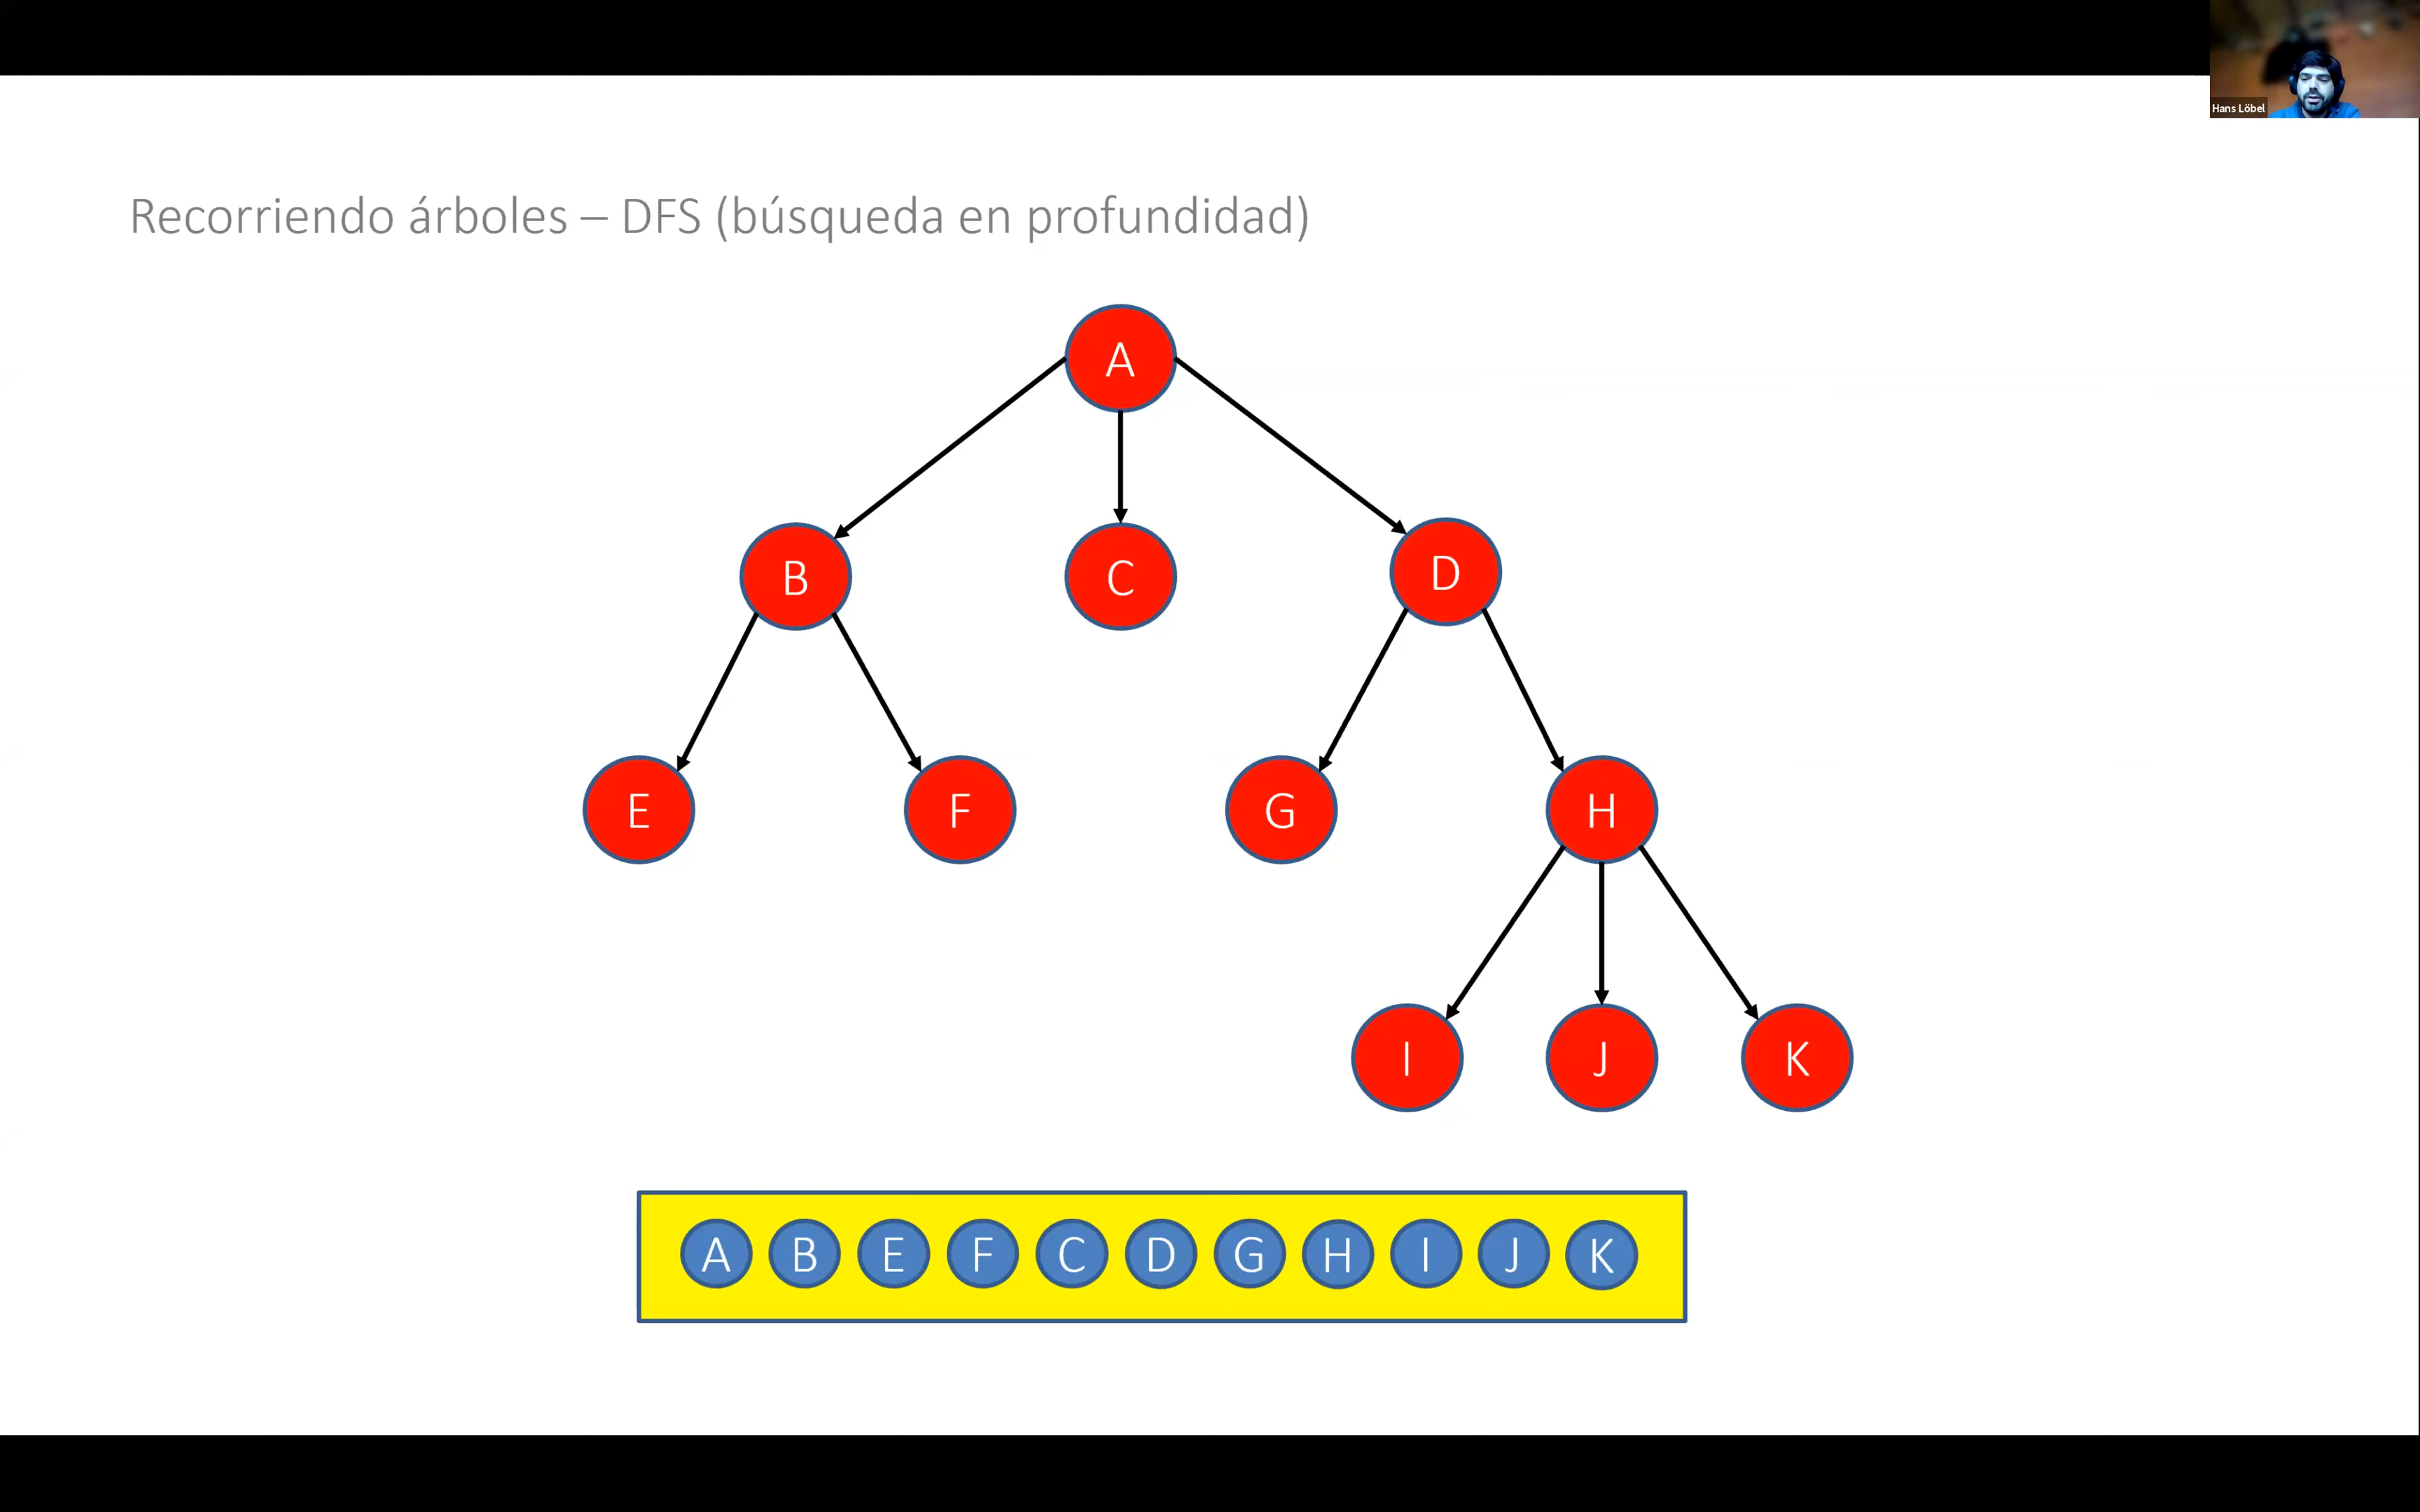 Hans Löbel
Recorriendo árboles – DFS (búsqueda en profundidad)
A
B C D
E F G H
I J K
A B E F C D G H I J K